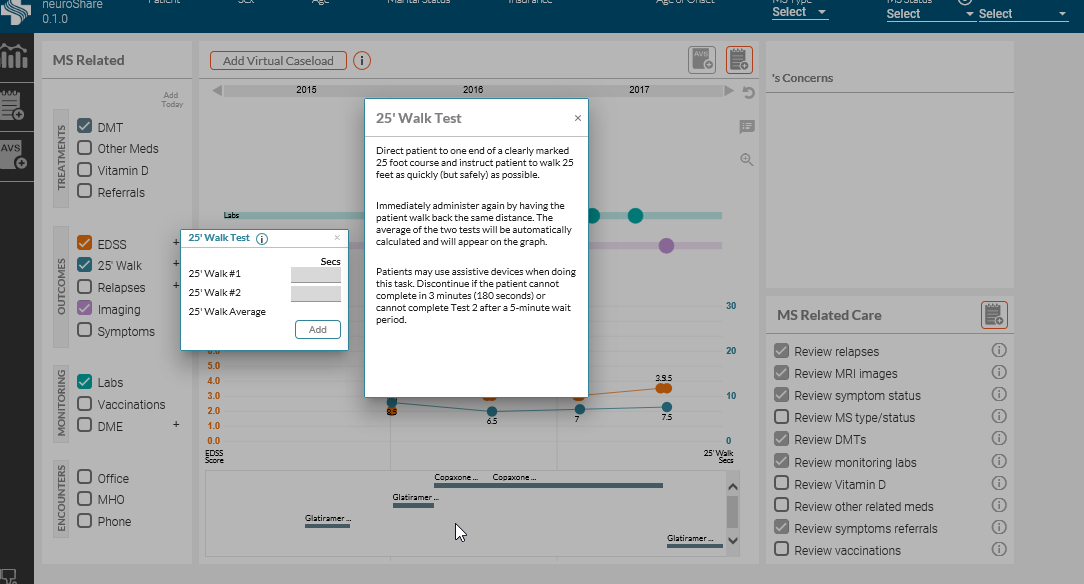 neuroShare
0.1.0
Patient
Sex
Age
Marital Status
Insurance
Age of Onset
MS Type
Select
MS Status
Select
Select
MS Related
Add
Today
TREATMENTS
DMT
Other Meds
Vitamin D
Referrals
OUTCOMES
EDSS +
25' Walk +
Relapses +
Imaging
Symptoms
MONITORING
Labs
Vaccinations
DME +
ENCOUNTERS
Office
MHO
Phone
AVS
Add Virtual Caseload
i
AVS
2015 2016 2017
Labs
25' Walk Test i ×
Secs
25' Walk #1
25' Walk #2
25' Walk Average
Add
25' Walk Test ×
Direct patient to one end of a clearly marked
25 foot course and instruct patient to walk 25
feet as quickly (but safely) as possible.
Immediately administer again by having the
patient walk back the same distance. The
average of the two tests will be automatically
calculated and will appear on the graph.
Patients may use assistive devices when doing
this task. Discontinue if the patient cannot
complete in 3 minutes (180 seconds) or
cannot complete Test 2 after a 5-minute wait
period.
5.0
4.0
3.0
2.0
1.0
0.0
EDSS
Score
30
20
10
0
25' Walk
Secs
8.5
6.5
7
7.5
Copaxone ... Copaxone ...
Glatiramer ...
Glatiramer ...
Glatiramer ...
's Concerns
MS Related Care
Review relapses i
Review MRI images i
Review symptom status i
Review MS type/status i
Review DMTs i
Review monitoring labs i
Review Vitamin D i
Review other related meds i
Review symptoms referrals i
Review vaccinations i